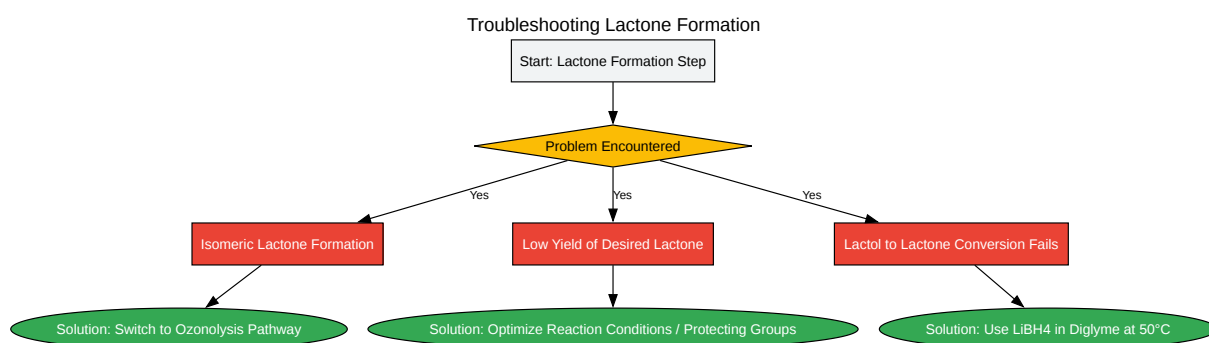 Troubleshooting Lactone Formation
Start: Lactone Formation Step
Problem Encountered
Yes
Yes
Yes
Isomeric Lactone Formation
Low Yield of Desired Lactone
Lactol to Lactone Conversion Fails
Solution: Switch to Ozonolysis Pathway
Solution: Optimize Reaction Conditions / Protecting Groups
Solution: Use LiBH4 in Diglyme at 50°C